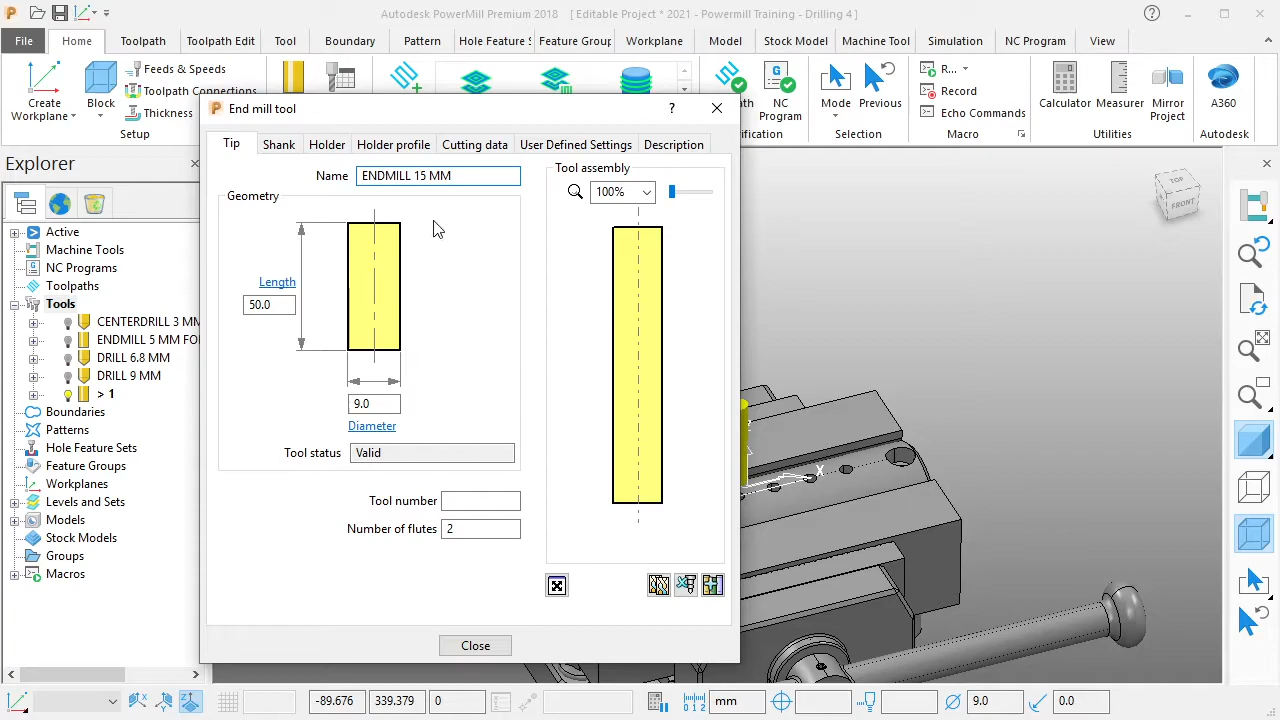 Autodesk PowerMill Premium 2018 [ Editable Project * 2021 - Powermill Training - Drilling 4 ]
File Home Toolpath Toolpath Edit Tool Boundary Pattern Hole Feature S Feature Group Workplane Model Stock Model Machine Tool Simulation NC Program View
Create Workplane
Block
Feeds & Speeds
Toolpath Connections
Thickness
Setup
NC Program
Mode
Previous
Selection
R...
Record
Echo Commands
Macro
Calculator
Measurer
Mirror Project
Utilities
A360
Autodesk
End mill tool
Tip Shank Holder Holder profile Cutting data User Defined Settings Description
Name ENDMILL 15 MM
Geometry
Length
50.0
9.0
Diameter
Tool status Valid
Tool number
Number of flutes 2
Tool assembly
100%
Close
Explorer
Active
Machine Tools
NC Programs
Toolpaths
Tools
CENTERDRILL 3 MM
ENDMILL 5 MM FO
DRILL 6.8 MM
DRILL 9 MM
> 1
Boundaries
Patterns
Hole Feature Sets
Feature Groups
Workplanes
Levels and Sets
Models
Stock Models
Groups
Macros
TOP
FRONT
X
-89.676 339.379 0 mm 9.0 0.0